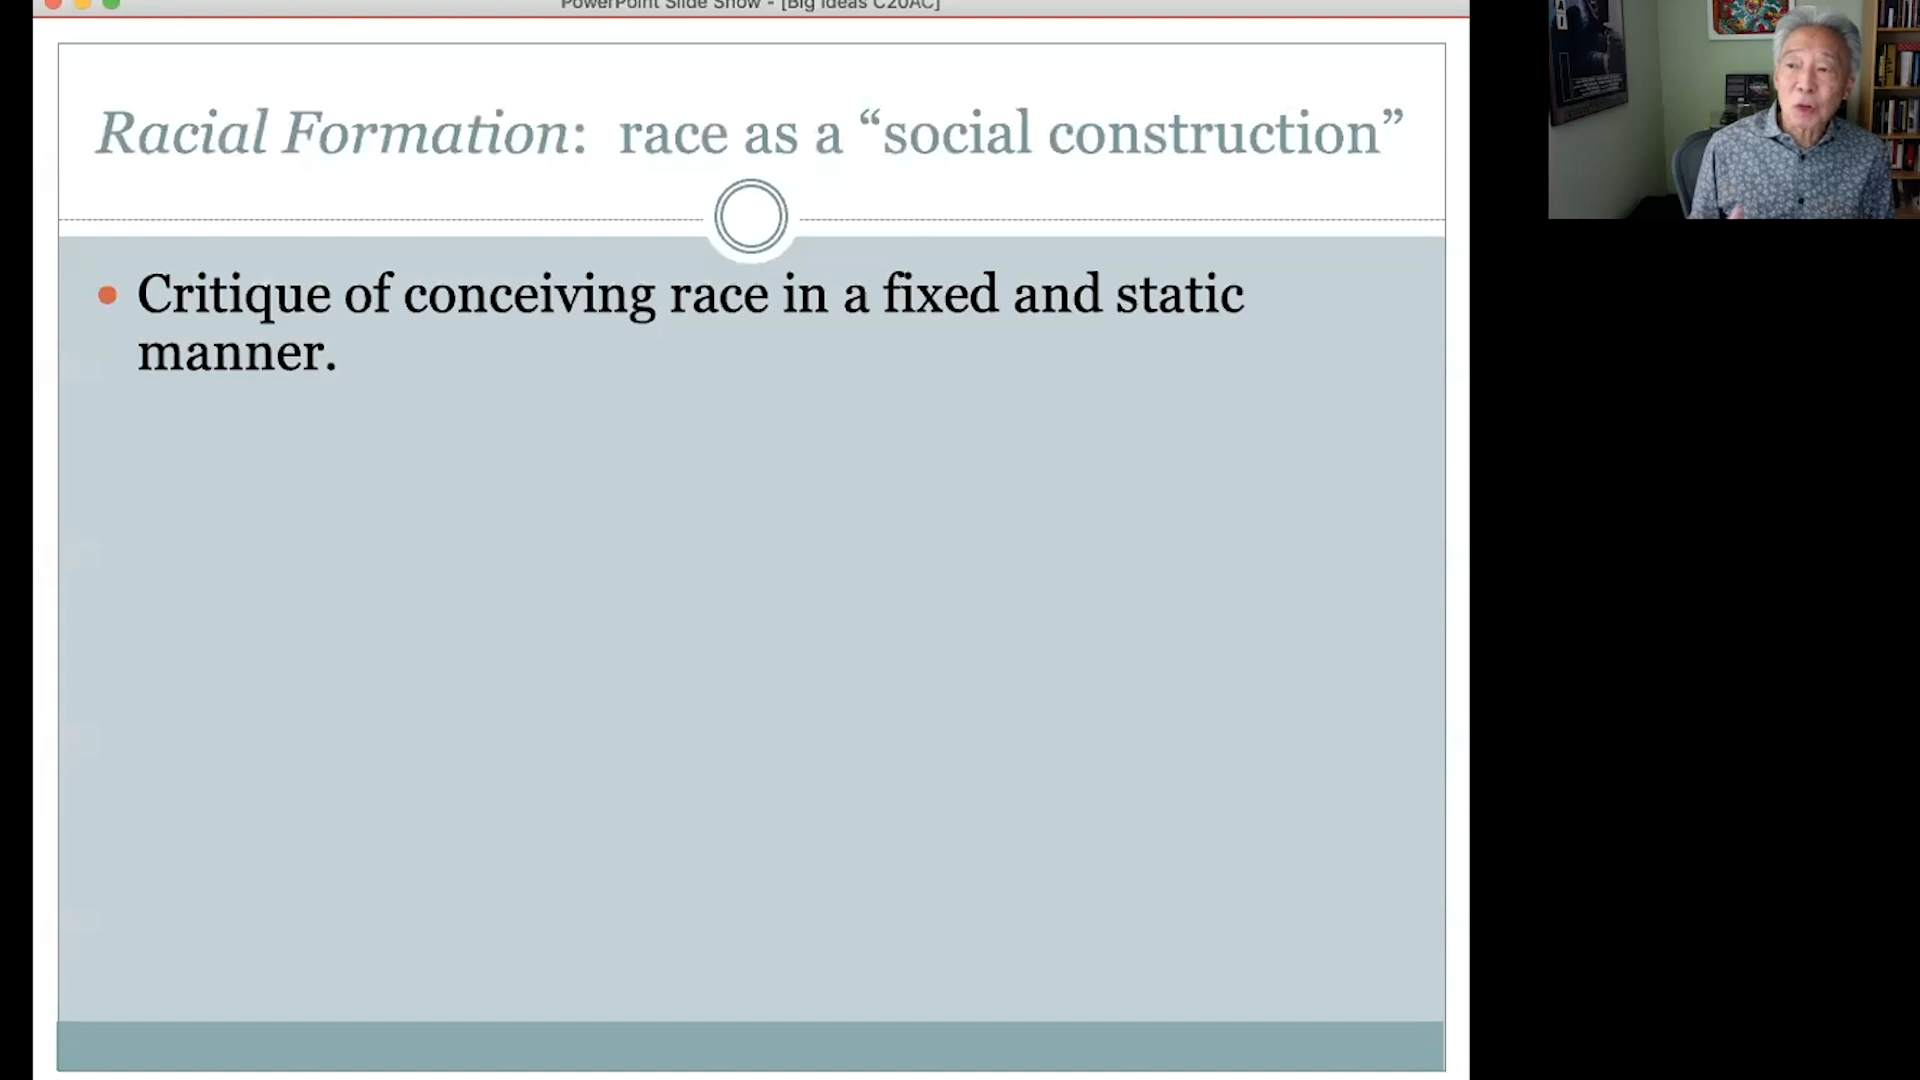 PowerPoint Slide Show - [Big Ideas C20AC]
Racial Formation: race as a “social construction”
• Critique of conceiving race in a fixed and static
manner.